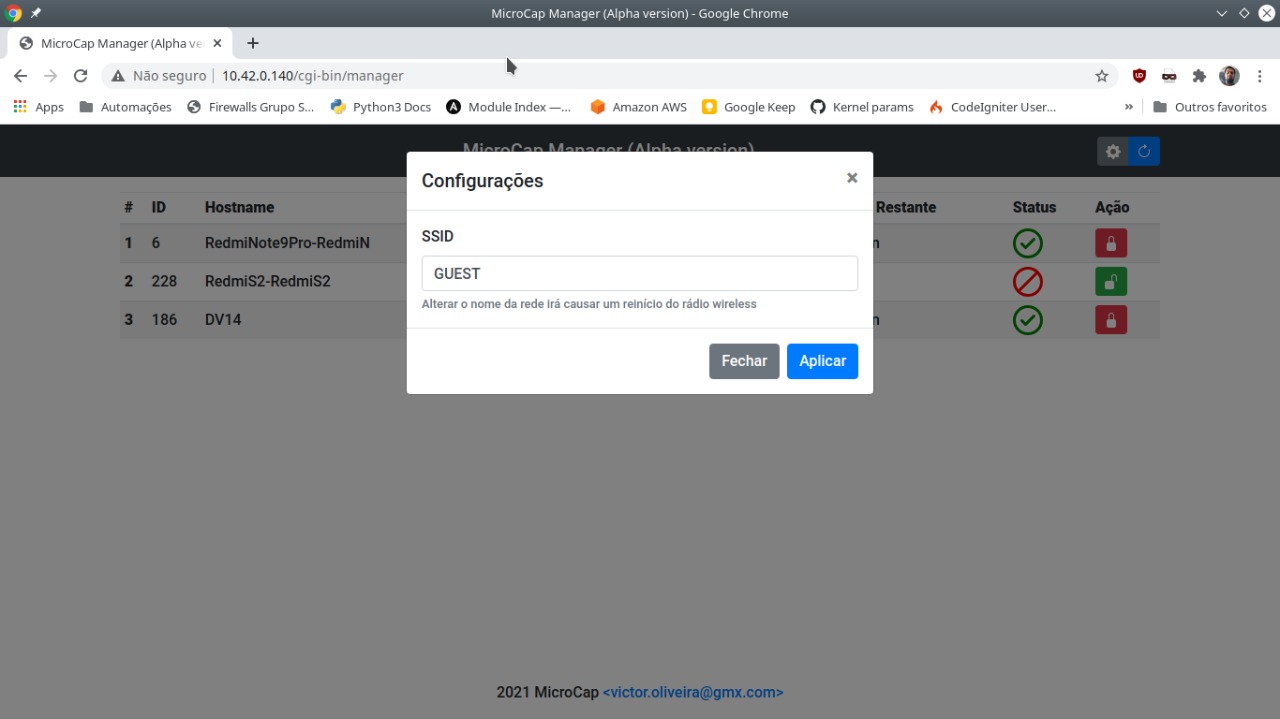 MicroCap Manager (Alpha version) - Google Chrome
MicroCap Manager (Alpha ve
Não seguro 10.42.0.140/cgi-bin/manager
Apps Automações Firewalls Grupo S... Python3 Docs Module Index —... Amazon AWS Google Keep Kernel params CodeIgniter User... » Outros favoritos
MicroCap Manager (Alpha version)
Configurações ×
# ID Hostname Restante Status Ação
SSID
1 6 RedmiNote9Pro-RedmiN
GUEST
2 228 RedmiS2-RedmiS2
Alterar o nome da rede irá causar um reinício do rádio wireless
3 186 DV14
Fechar Aplicar
2021 MicroCap <victor.oliveira@gmx.com>